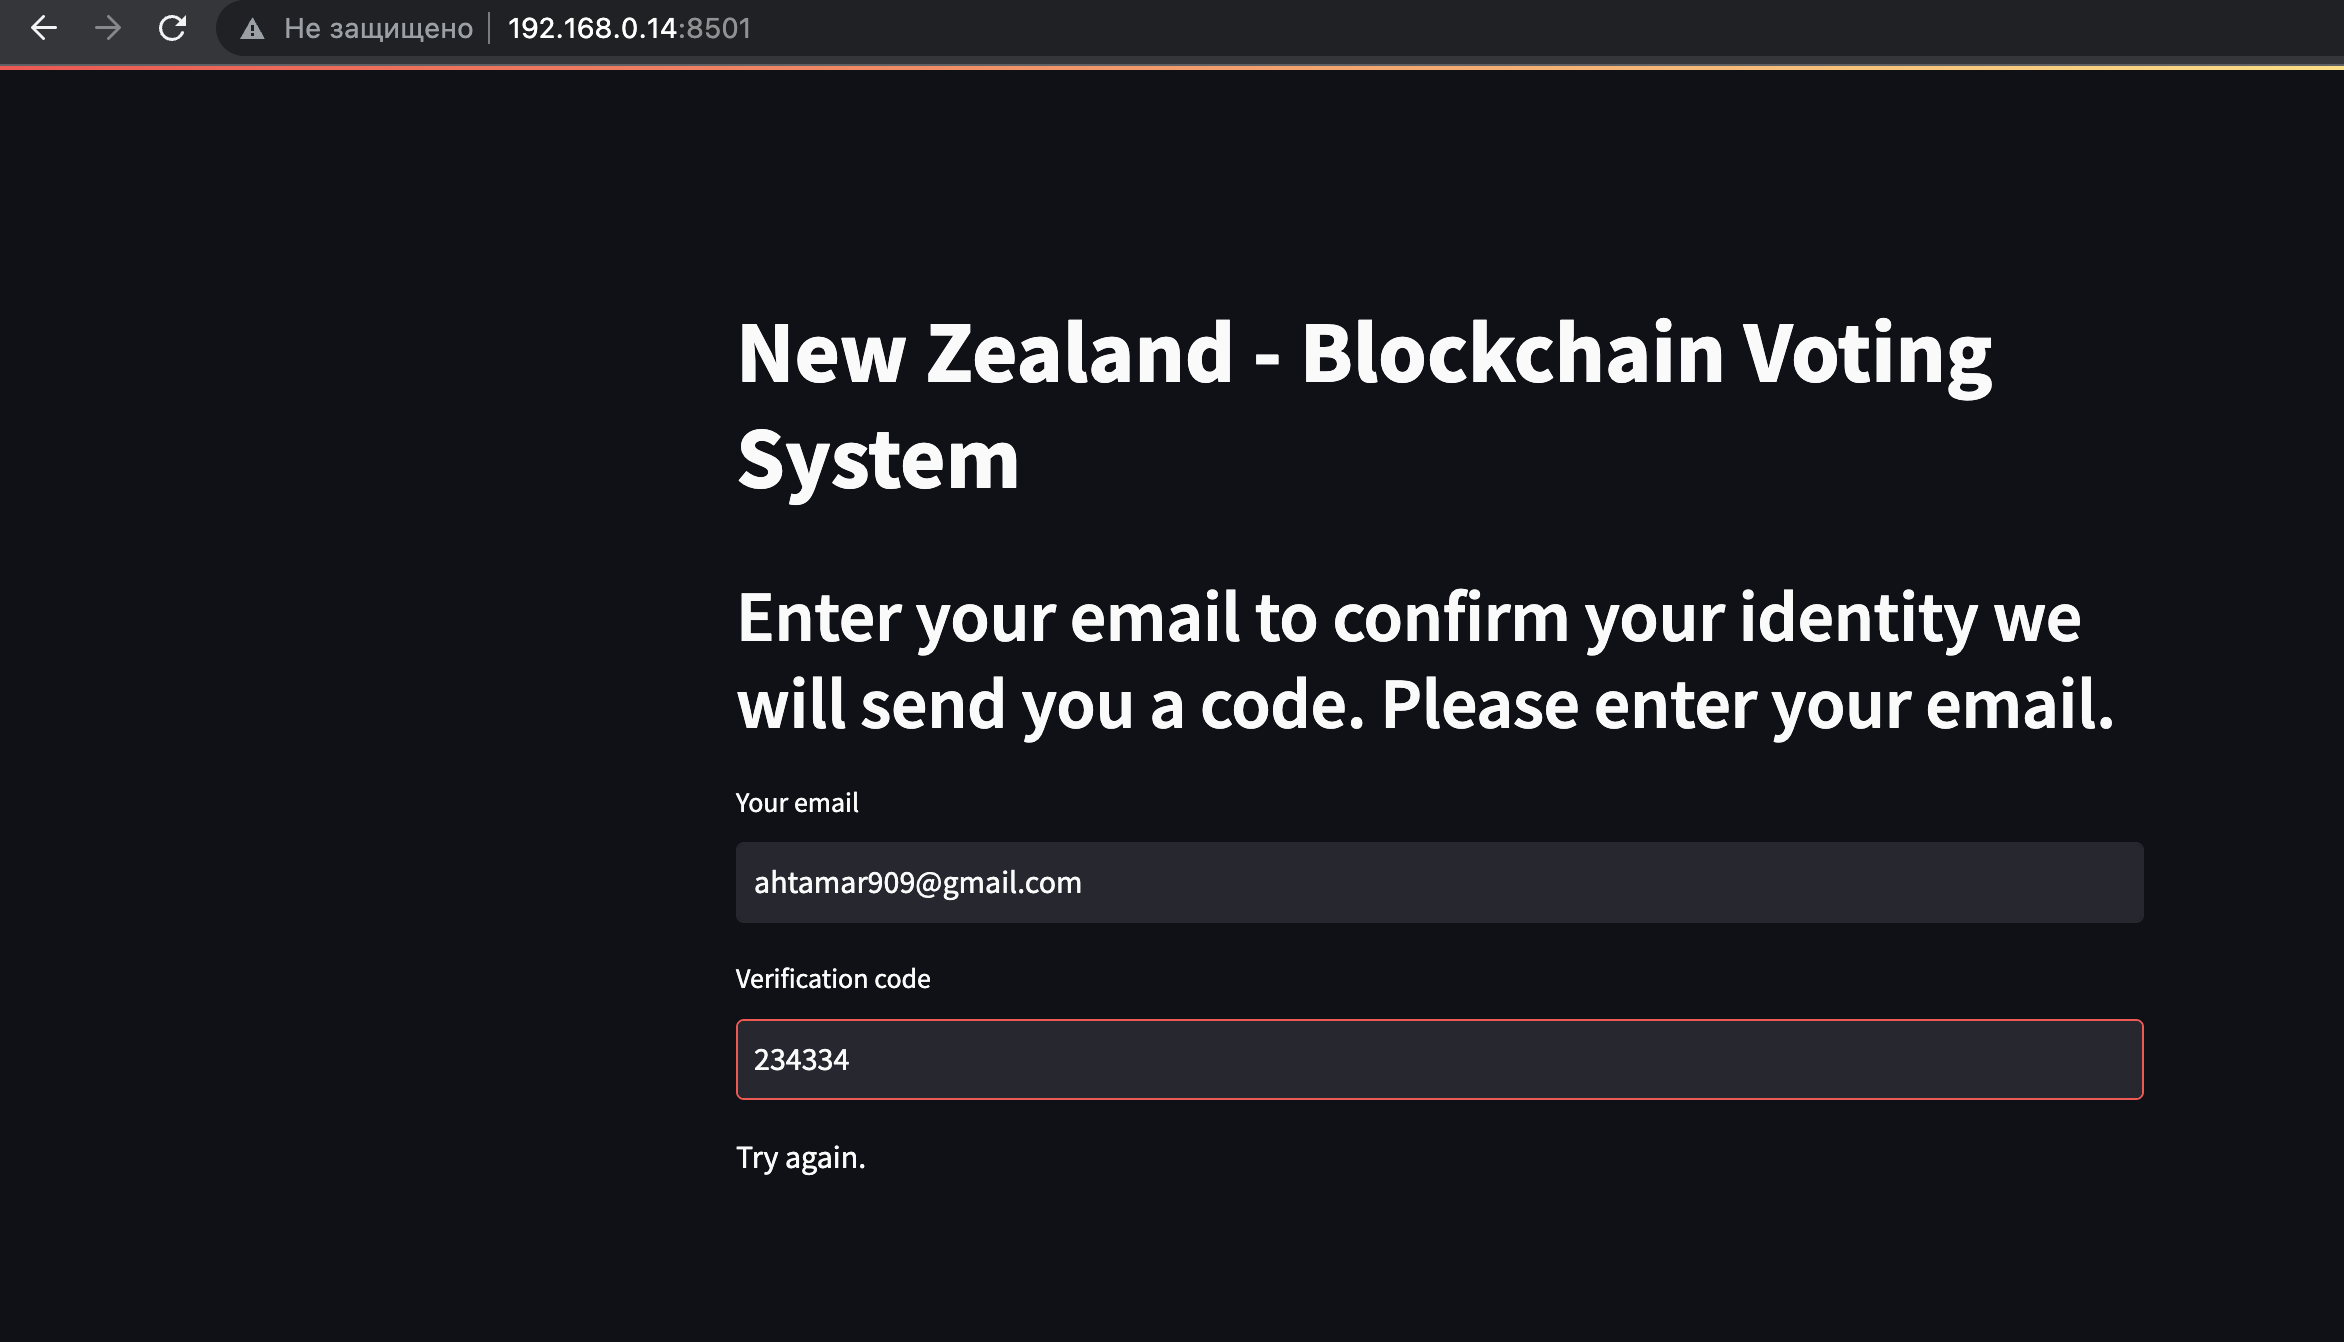 Не защищено 192.168.0.14:8501
New Zealand - Blockchain Voting
System
Enter your email to confirm your identity we
will send you a code. Please enter your email.
Your email
ahtamar909@gmail.com
Verification code
234334
Try again.